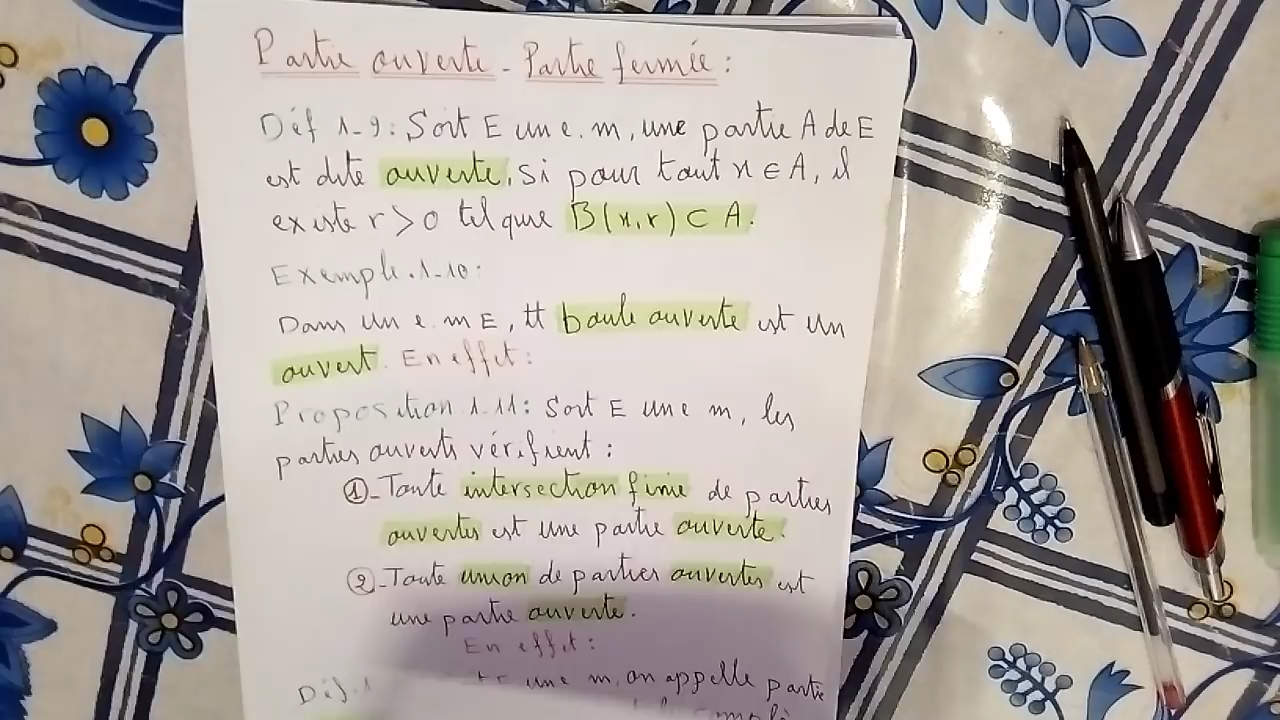 Partie ouverte - Partie fermée :
Déf 1-9 : Soit E un e.m, une partie A de E
est dite ouverte, si pour tout x ∈ A, il
existe r > 0 tel que B(x,r) ⊂ A.
Exemple.1-10:
Dans un e.m E, tt boule ouverte est un
ouvert. En effet :
Proposition 1-11: Soit E un e m, les
parties ouverts vérifient :
①-Toute intersection finie de parties
ouvertes est une partie ouverte.
②-Toute union de parties ouvertes est
une partie ouverte.
En effet :
Déf.1 une m, on appelle partie